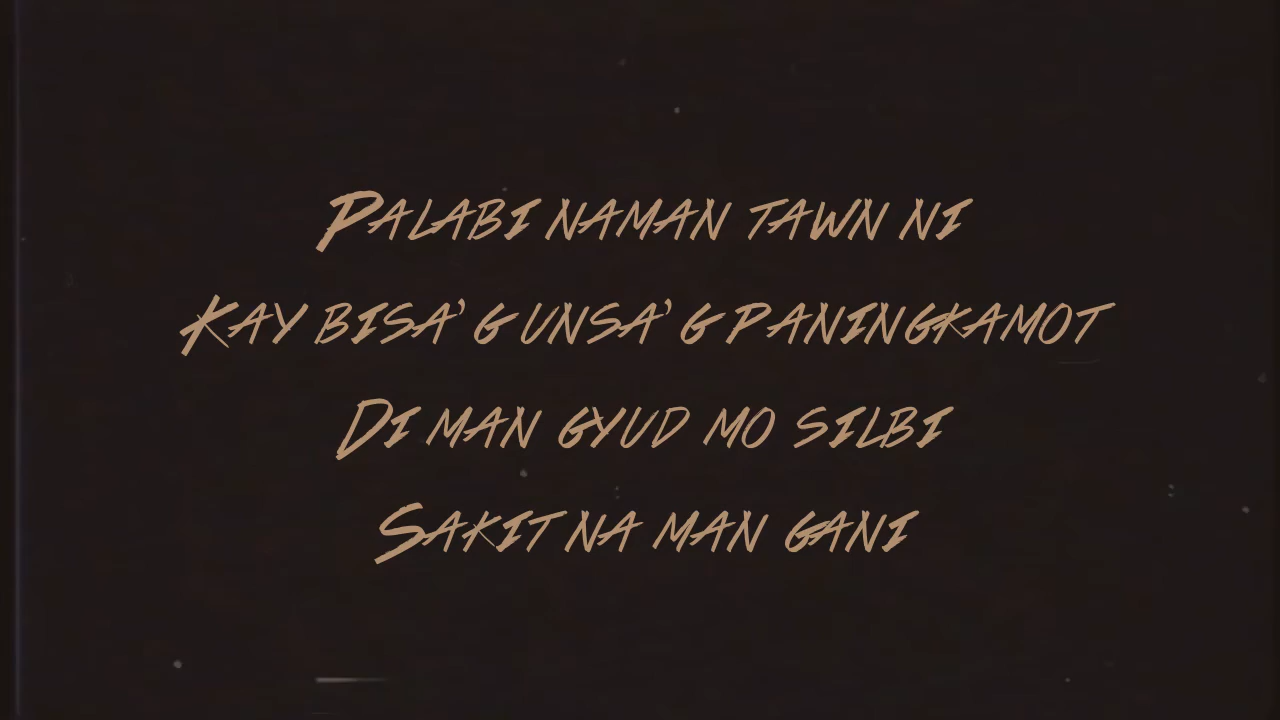 Palabi naman tawn ni
Kay bisa'g unsa'g paningkamot
Di man gyud mo silbi
Sakit na man gani